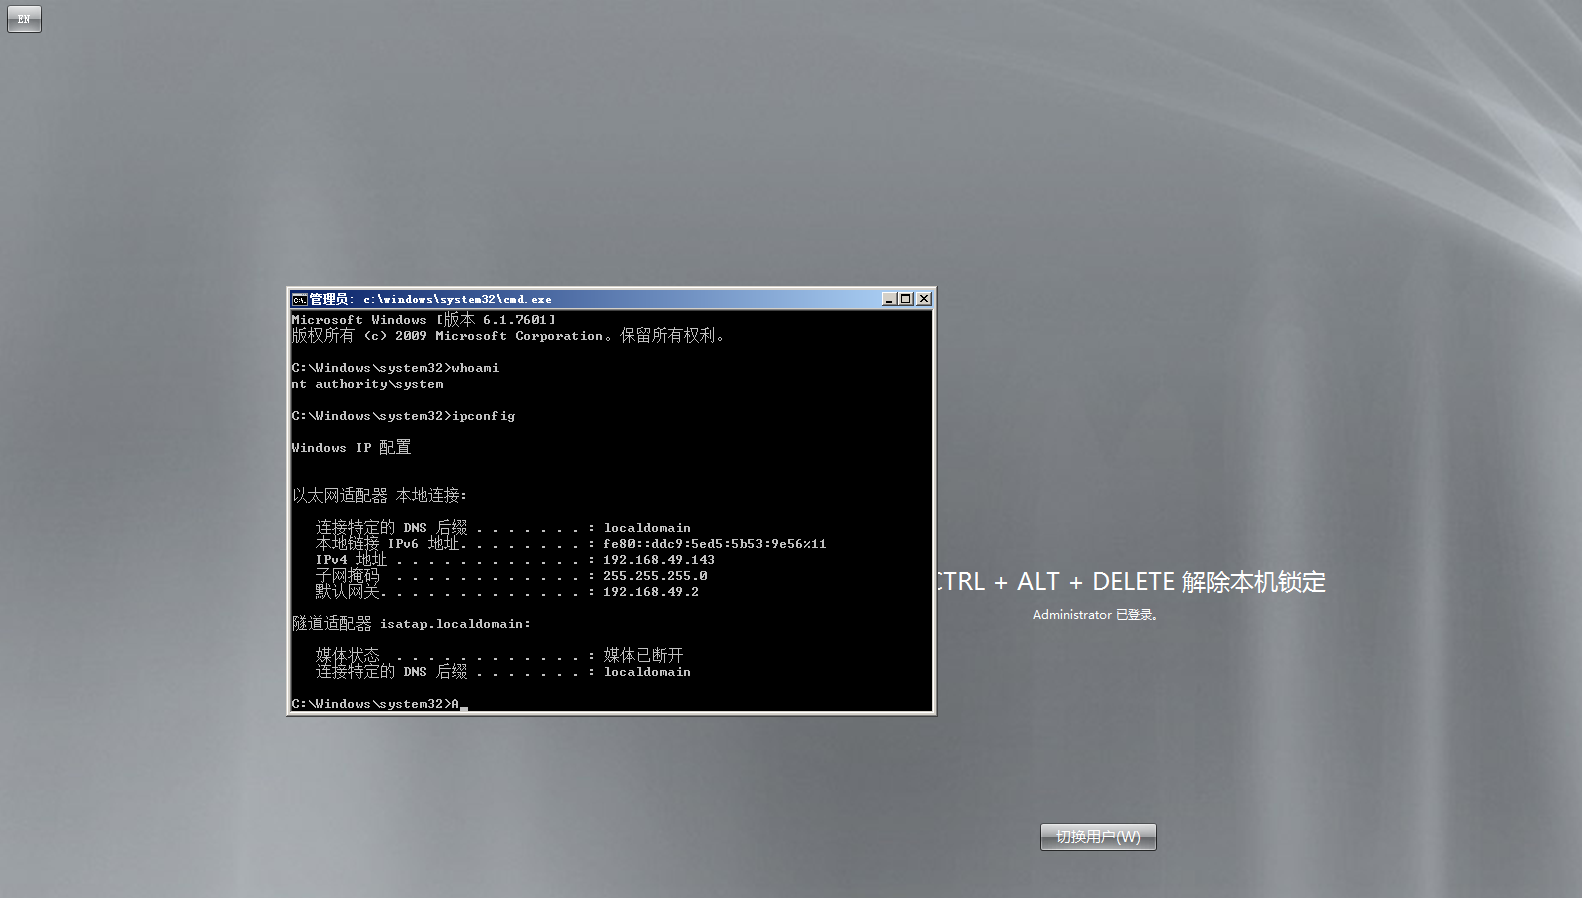 EN
管理员: c:\windows\system32\cmd.exe
Microsoft Windows [版本 6.1.7601]
版权所有 (c) 2009 Microsoft Corporation。保留所有权利。
C:\Windows\system32>whoami
nt authority\system
C:\Windows\system32>ipconfig
Windows IP 配置
以太网适配器 本地连接:
连接特定的 DNS 后缀 . . . . . . . : localdomain
本地链接 IPv6 地址. . . . . . . . : fe80::ddc9:5ed5:5b53:9e56%11
IPv4 地址 . . . . . . . . . . . . : 192.168.49.143
子网掩码  . . . . . . . . . . . . : 255.255.255.0
默认网关. . . . . . . . . . . . . : 192.168.49.2
隧道适配器 isatap.localdomain:
媒体状态  . . . . . . . . . . . . : 媒体已断开
连接特定的 DNS 后缀 . . . . . . . : localdomain
C:\Windows\system32>A
CTRL + ALT + DELETE 解除本机锁定
Administrator 已登录。
切换用户(W)